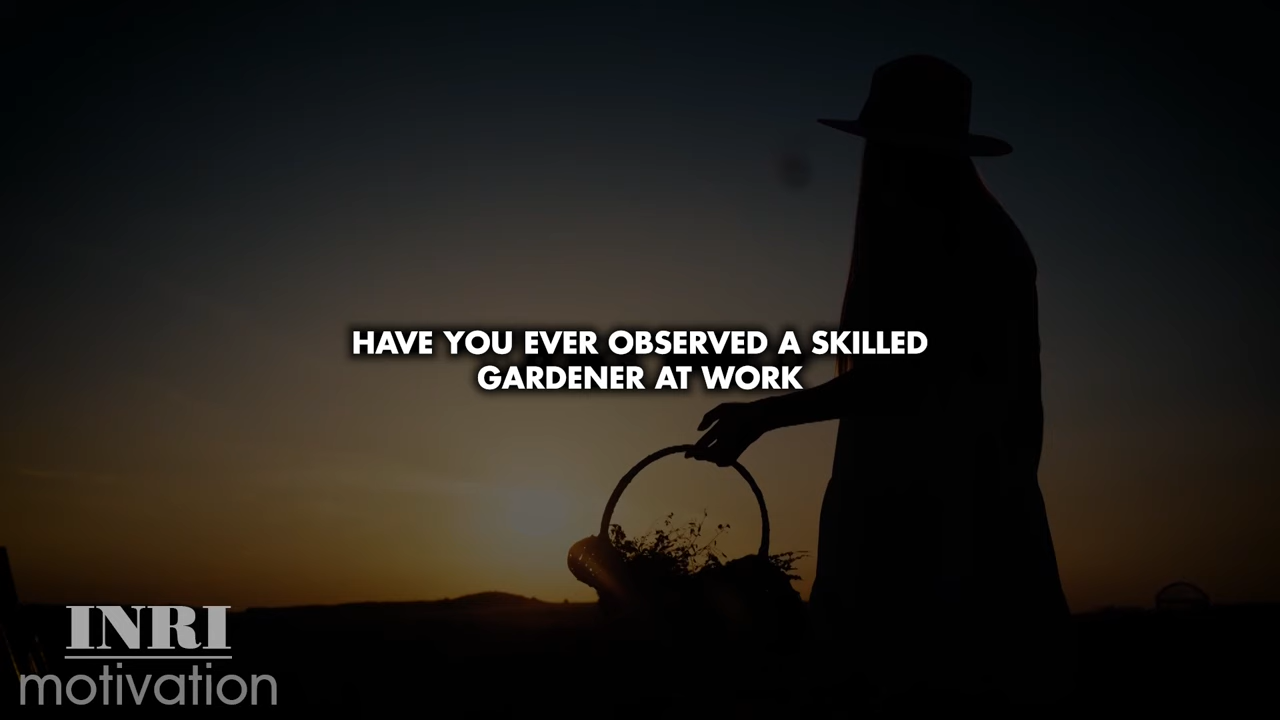 HAVE YOU EVER OBSERVED A SKILLED
GARDENER AT WORK
INRI
motivation